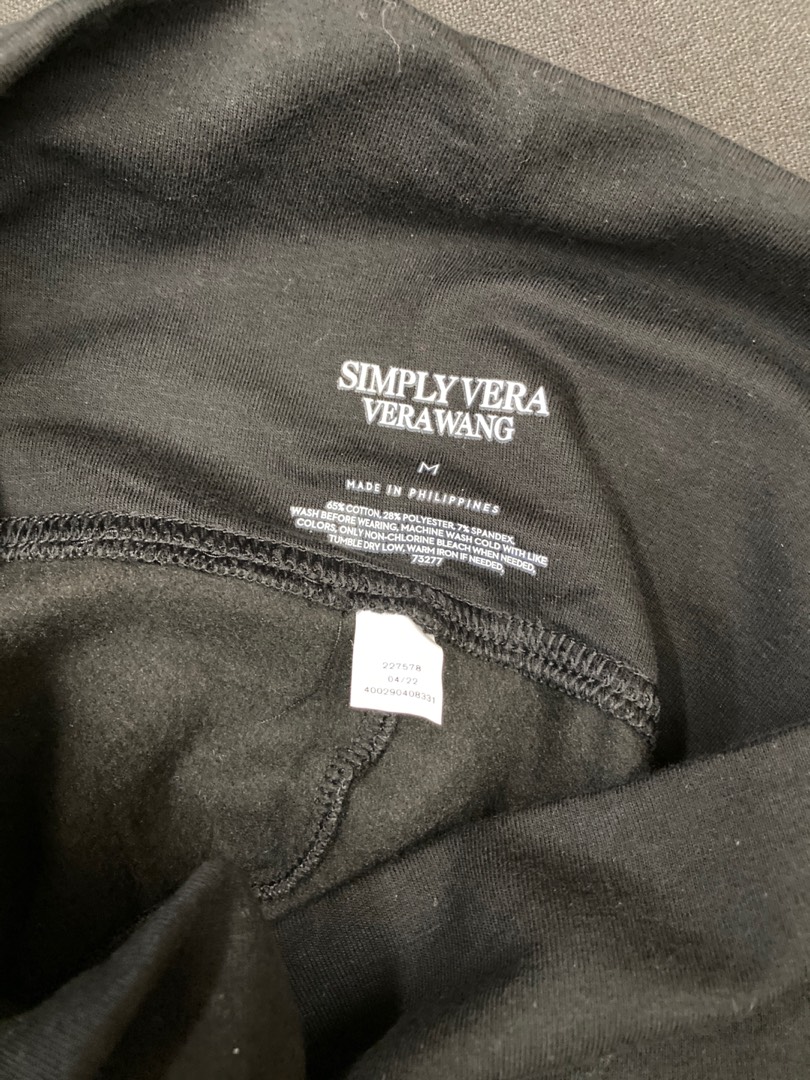 SIMPLY VERA
VERA WANG
M
MADE IN PHILIPPINES
65% COTTON, 28% POLYESTER, 7% SPANDEX,
WASH BEFORE WEARING, MACHINE WASH COLD WITH LIKE
COLORS, ONLY NON-CHLORINE BLEACH WHEN NEEDED,
TUMBLE DRY LOW, WARM IRON IF NEEDED,
73277
227578
04/22
400290408331